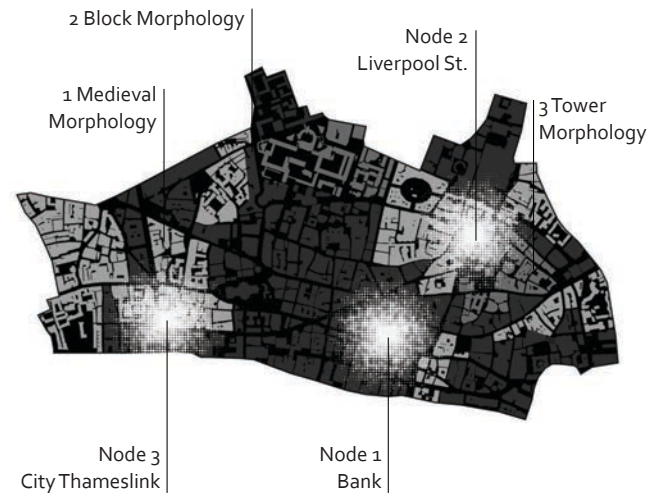 2 Block Morphology
Node 2
Liverpool St.
1 Medieval
Morphology
3 Tower
Morphology
Node 3
City Thameslink
Node 1
Bank